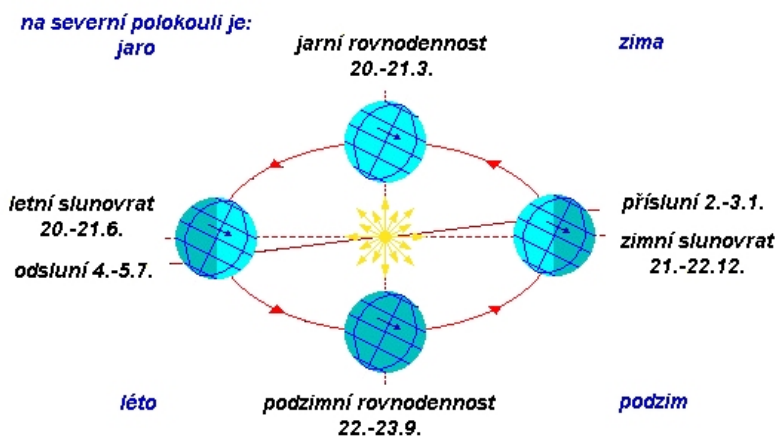 na severní polokouli je:
jaro
jarní rovnodennost
20.-21.3.
zima
letní slunovrat
20.-21.6.
odsluní 4.-5.7.
přísluní 2.-3.1.
zimní slunovrat
21.-22.12.
léto
podzimní rovnodennost
22.-23.9.
podzim